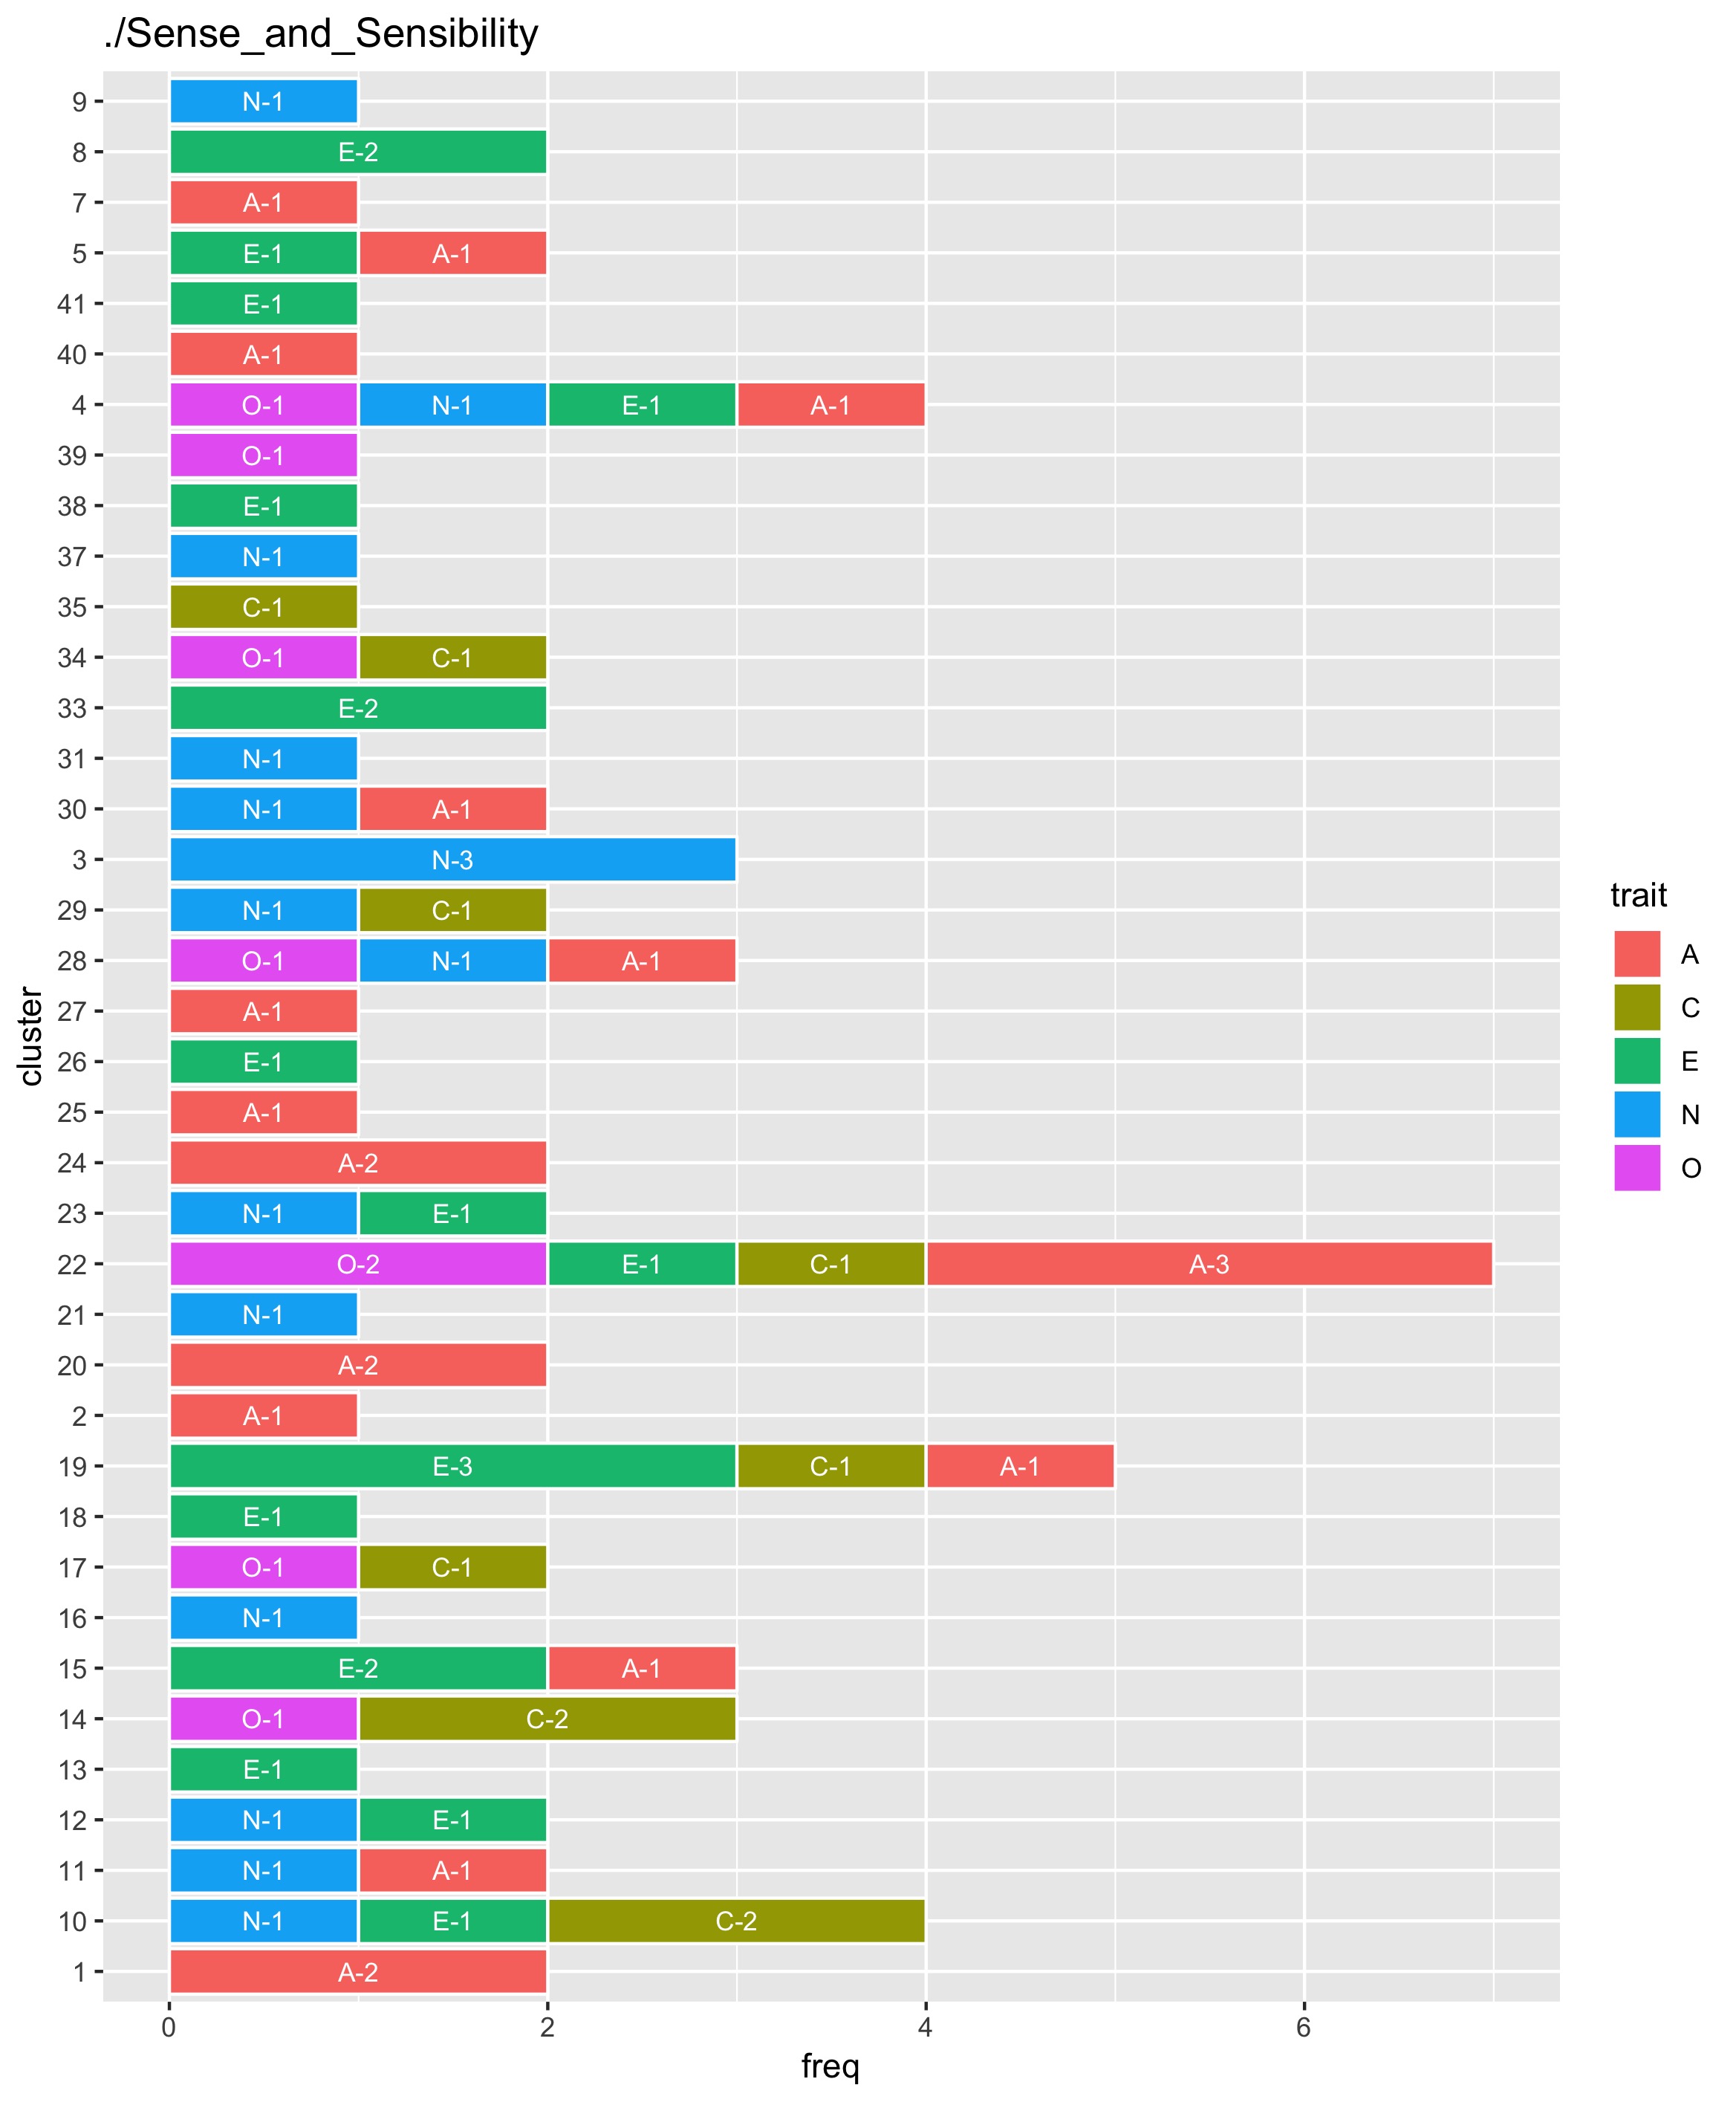 ./Sense_and_Sensibility
9 N-1
8 E-2
7 A-1
5 E-1 A-1
41 E-1
40 A-1
4 O-1 N-1 E-1 A-1
39 O-1
38 E-1
37 N-1
35 C-1
34 O-1 C-1
33 E-2
31 N-1
30 N-1 A-1
3 N-3
29 N-1 C-1
28 O-1 N-1 A-1
27 A-1
26 E-1
25 A-1
24 A-2
23 N-1 E-1
22 O-2 E-1 C-1 A-3
21 N-1
20 A-2
2 A-1
19 E-3 C-1 A-1
18 E-1
17 O-1 C-1
16 N-1
15 E-2 A-1
14 O-1 C-2
13 E-1
12 N-1 E-1
11 N-1 A-1
10 N-1 E-1 C-2
1 A-2
0 2 4 6
freq
cluster
trait
A
C
E
N
O